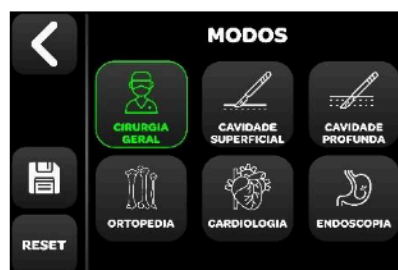 MODOS
CIRURGIA
GERAL
CAVIDADE
SUPERFICIAL
CAVIDADE
PROFUNDA
ORTOPEDIA
CARDIOLOGIA
ENDOSCOPIA
RESET